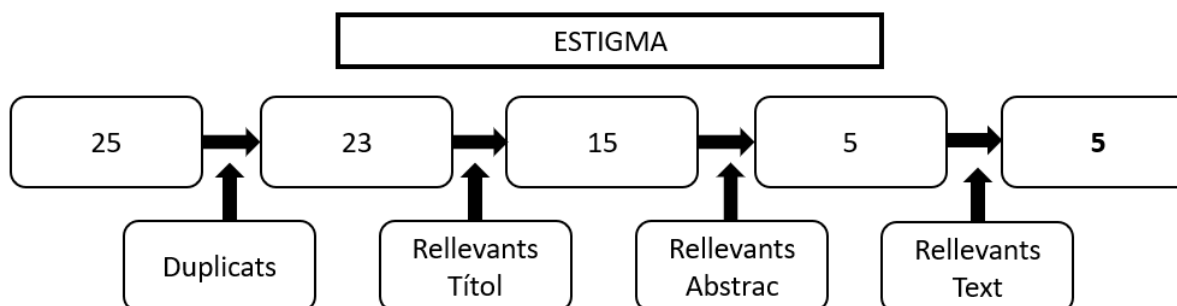 ESTIGMA
25
23
15
5
5
Duplicats
Rellevants
Títol
Rellevants
Abstrac
Rellevants
Text